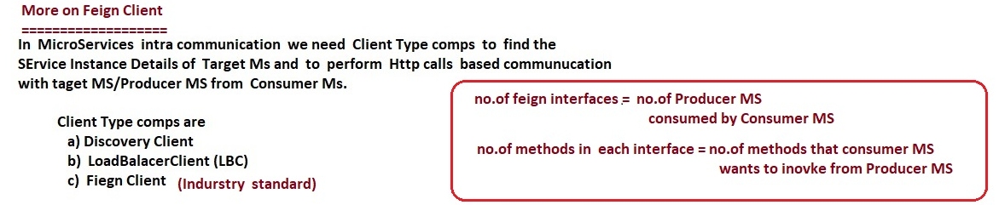 More on Feign Client
===================
In MicroServices intra communication we need Client Type comps to find the
SErvice Instance Details of Target Ms and to perform Http calls based communucation
with taget MS/Producer MS from Consumer Ms.
Client Type comps are
a) Discovery Client
b) LoadBalacerClient (LBC)
c) Fiegn Client (Indurstry standard)
no.of feign interfaces = no.of Producer MS
consumed by Consumer MS
no.of methods in each interface = no.of methods that consumer MS
wants to inovke from Producer MS